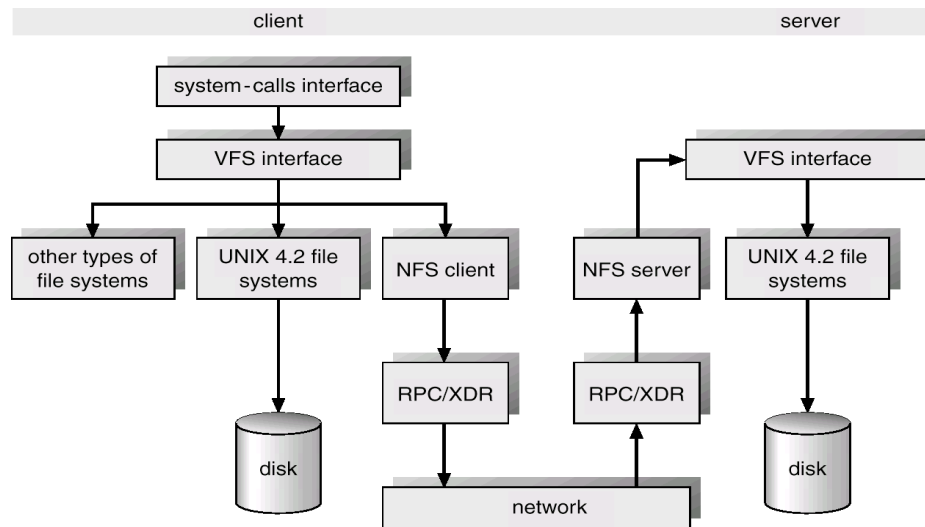 client
server
system-calls interface
VFS interface
VFS interface
other types of
file systems
UNIX 4.2 file
systems
NFS client
NFS server
UNIX 4.2 file
systems
RPC/XDR
RPC/XDR
disk
disk
network